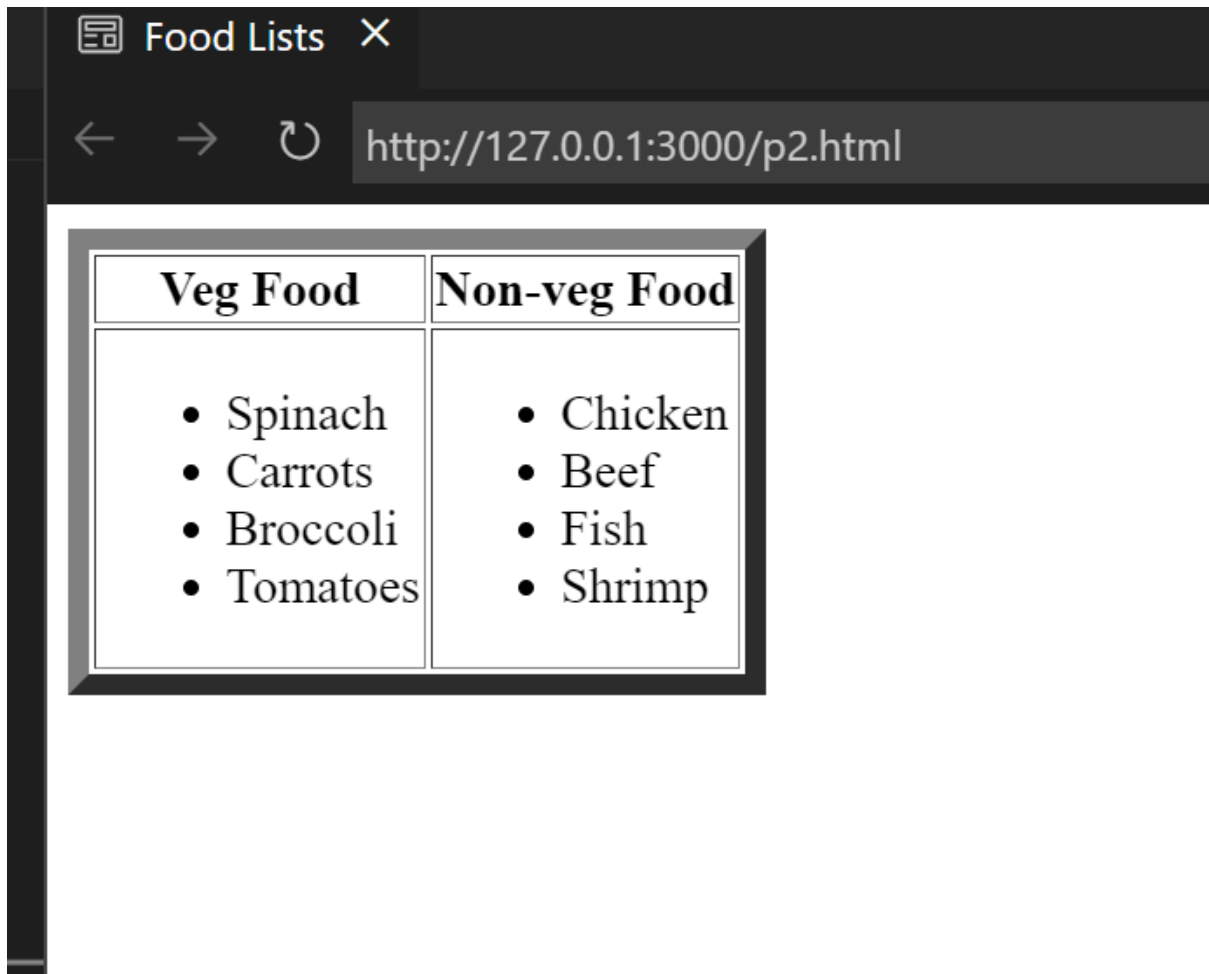 Food Lists
http://127.0.0.1:3000/p2.html
Veg Food Non-veg Food
Spinach Chicken
Carrots Beef
Broccoli Fish
Tomatoes Shrimp